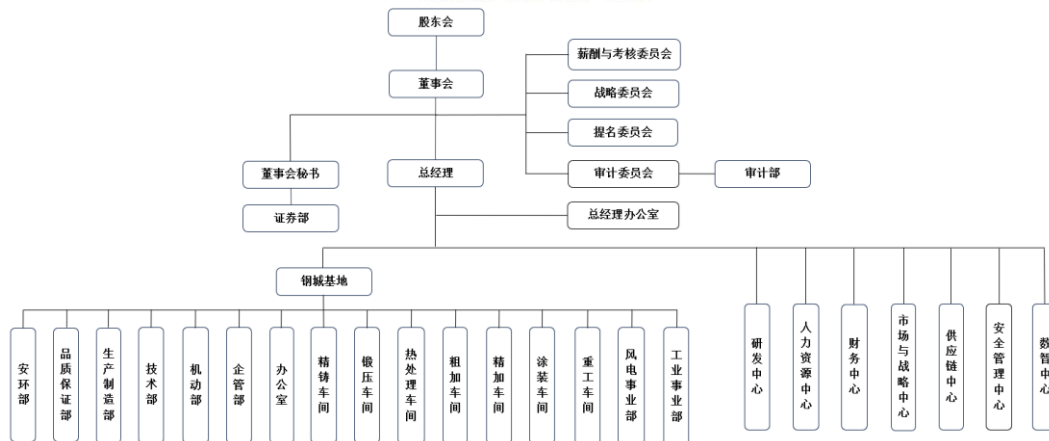 股东会
董事会
薪酬与考核委员会
战略委员会
提名委员会
董事会秘书
总经理
审计委员会
审计部
证券部
总经理办公室
钢城基地
安环部
品质保证部
生产制造部
技术部
机动部
企管部
办公室
精铸车间
锻压车间
热处理车间
粗加车间
精加车间
涂装车间
重工车间
风电事业部
工业事业部
研发中心
人力资源中心
财务中心
市场与战略中心
供应链中心
安全管理中心
数智中心